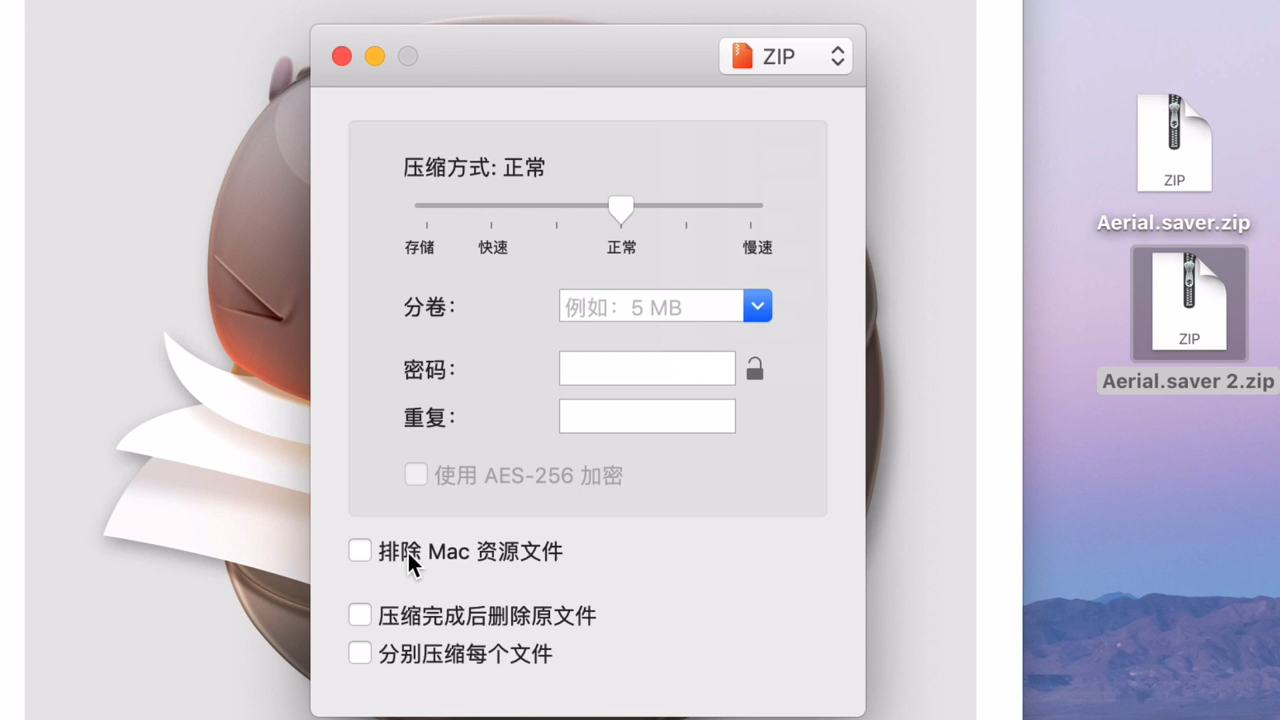 ZIP
压缩方式: 正常
存储 快速 正常 慢速
分卷: 例如: 5 MB
密码:
重复:
使用 AES-256 加密
排除 Mac 资源文件
压缩完成后删除原文件
分别压缩每个文件
ZIP
Aerial.saver.zip
ZIP
Aerial.saver 2.zip